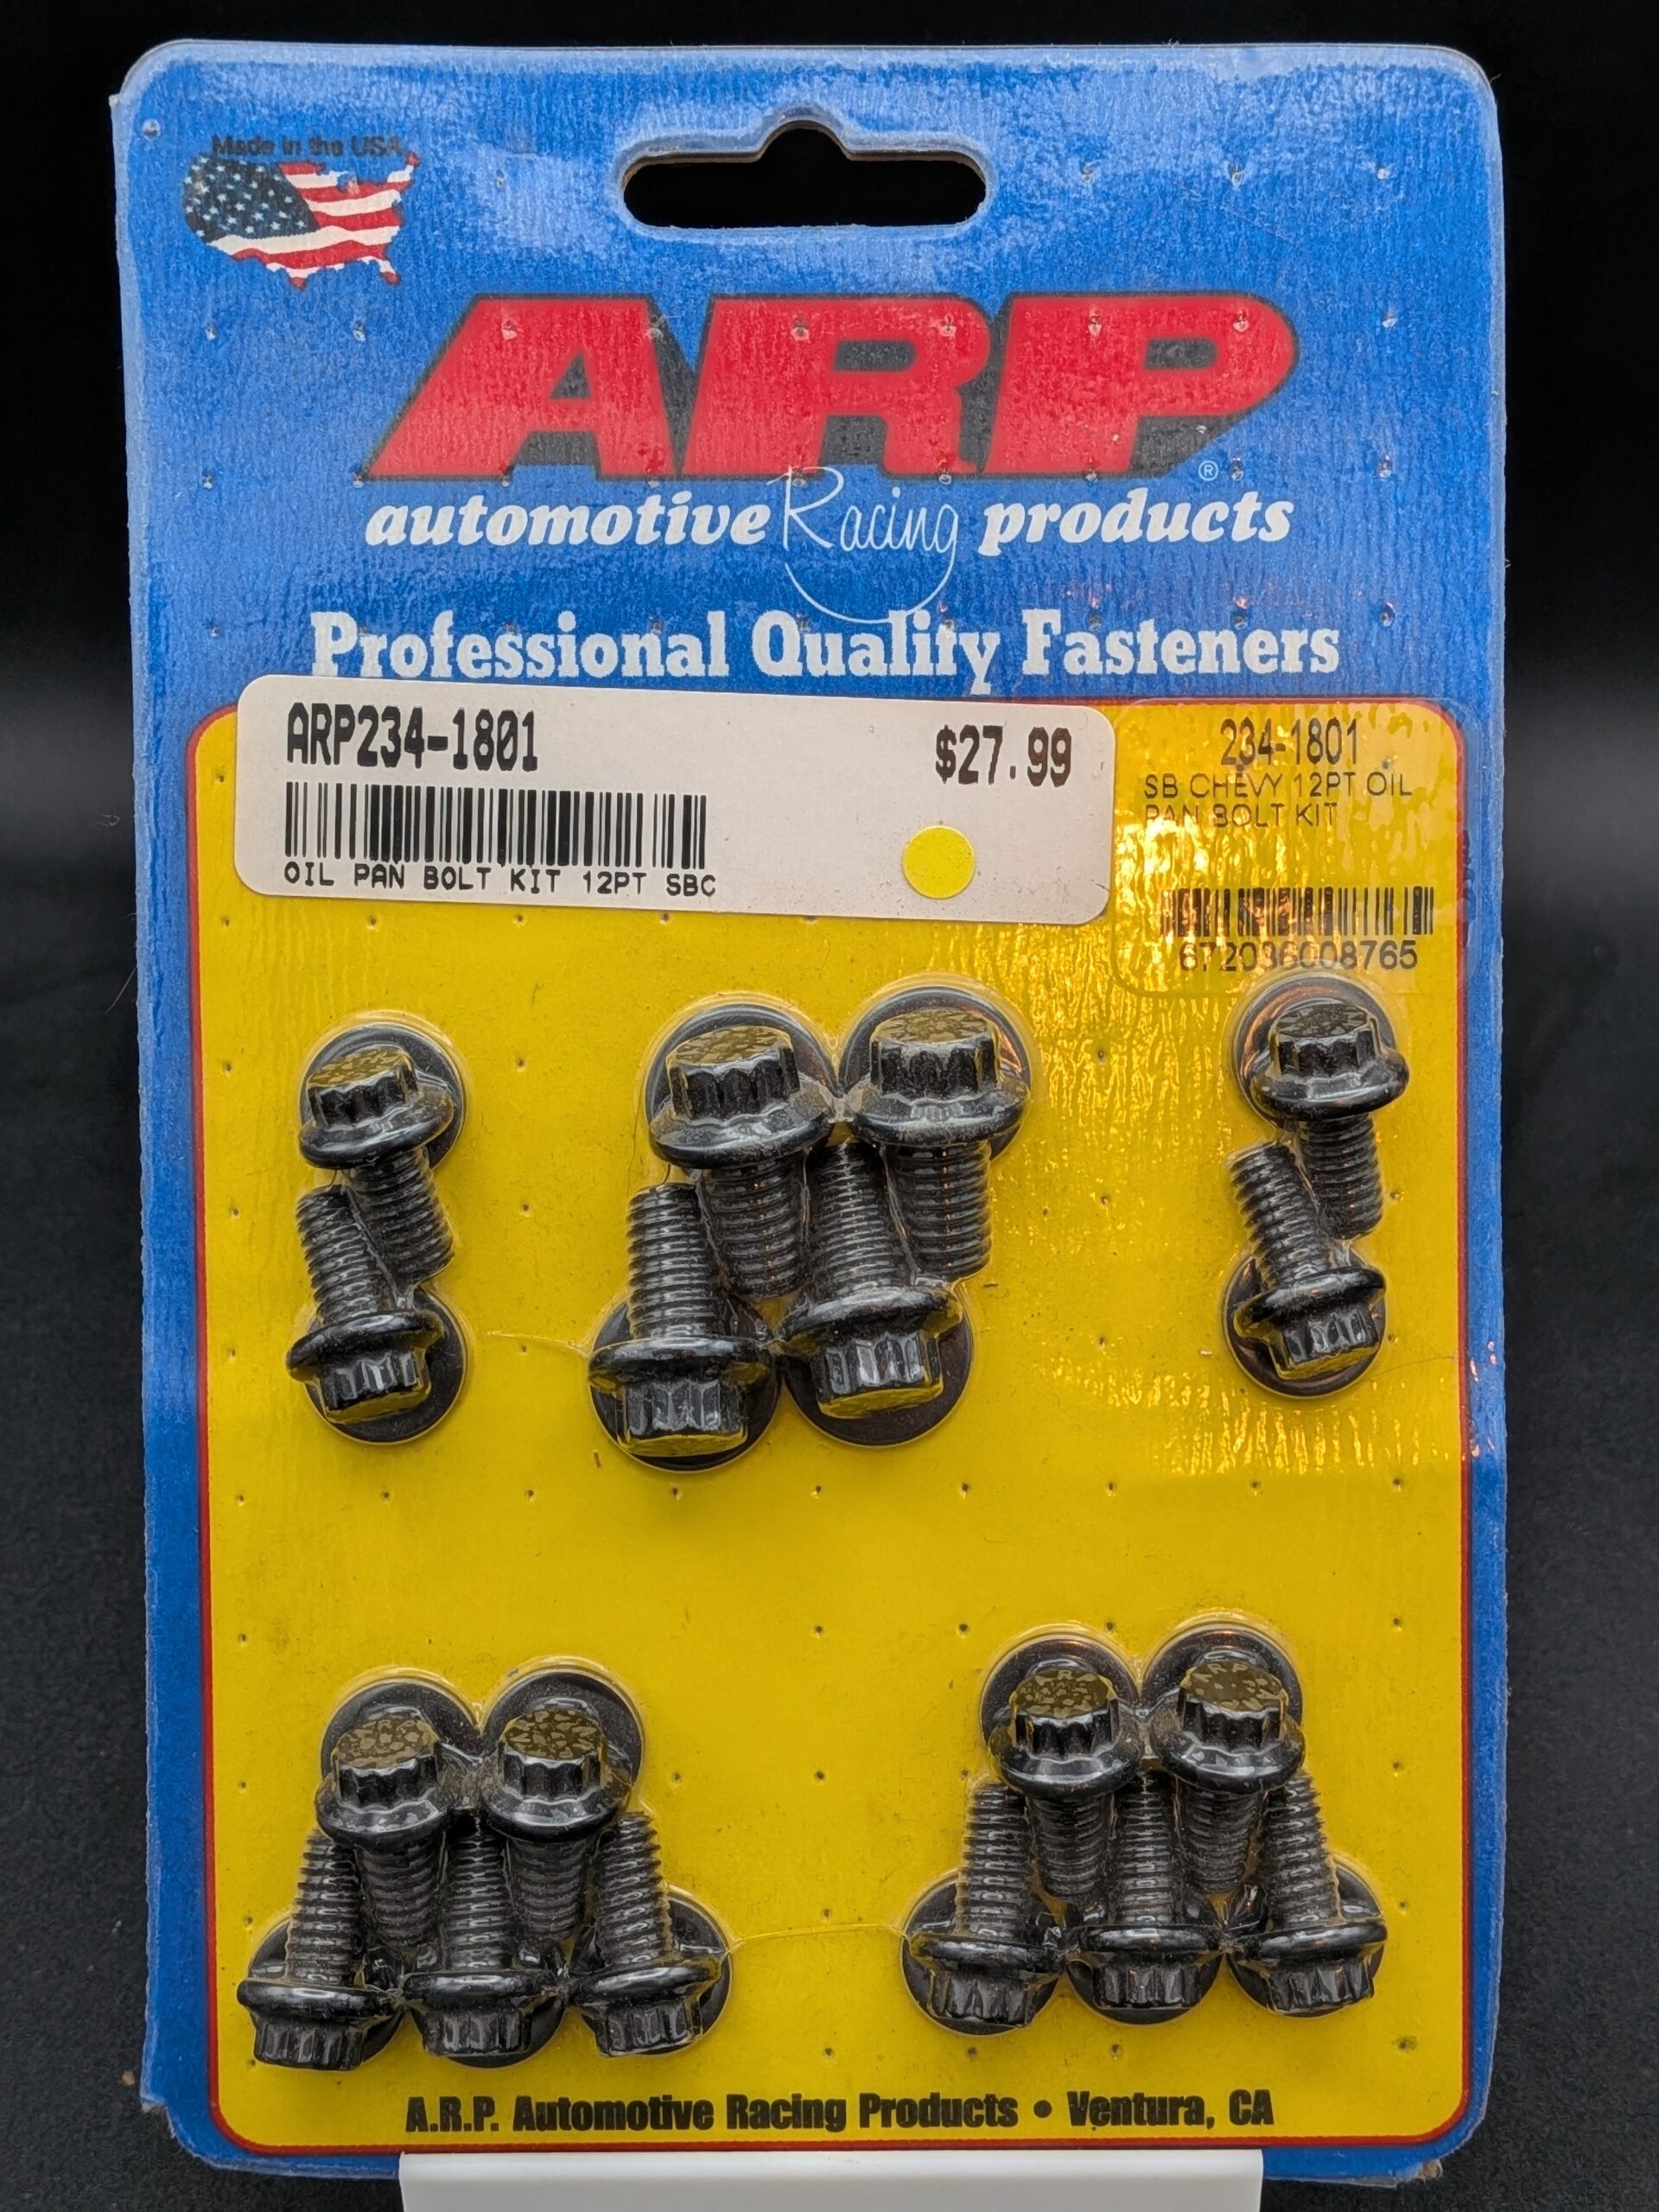 Made in the USA
ARP®
automotive Racing products
Professional Quality Fasteners
ARP234-1801
$27.99
OIL PAN BOLT KIT 12PT SBC
234-1801
SB CHEVY 12PT OIL
PAN BOLT KIT
672036008765
ARP
A.R.P. Automotive Racing Products • Ventura, CA